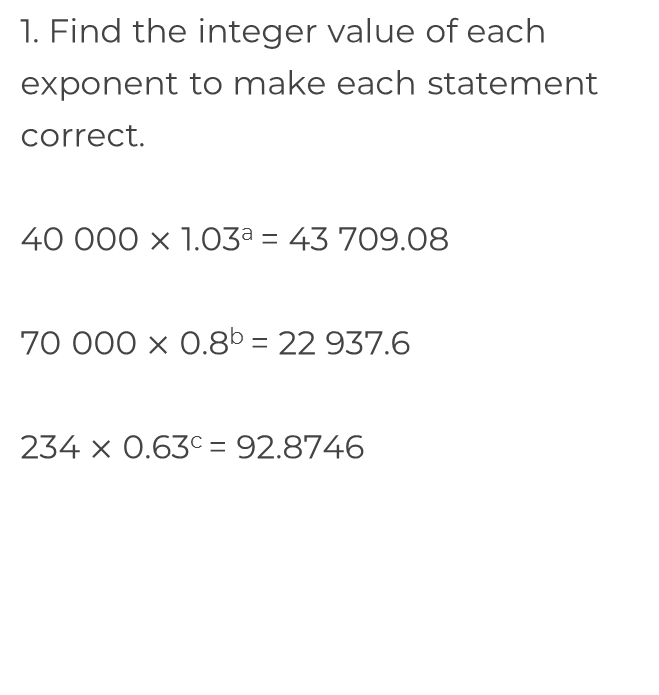 1. Find the integer value of each
exponent to make each statement
correct.
40 000 × 1.03ᵃ = 43 709.08
70 000 × 0.8ᵇ = 22 937.6
234 × 0.63ᶜ = 92.8746